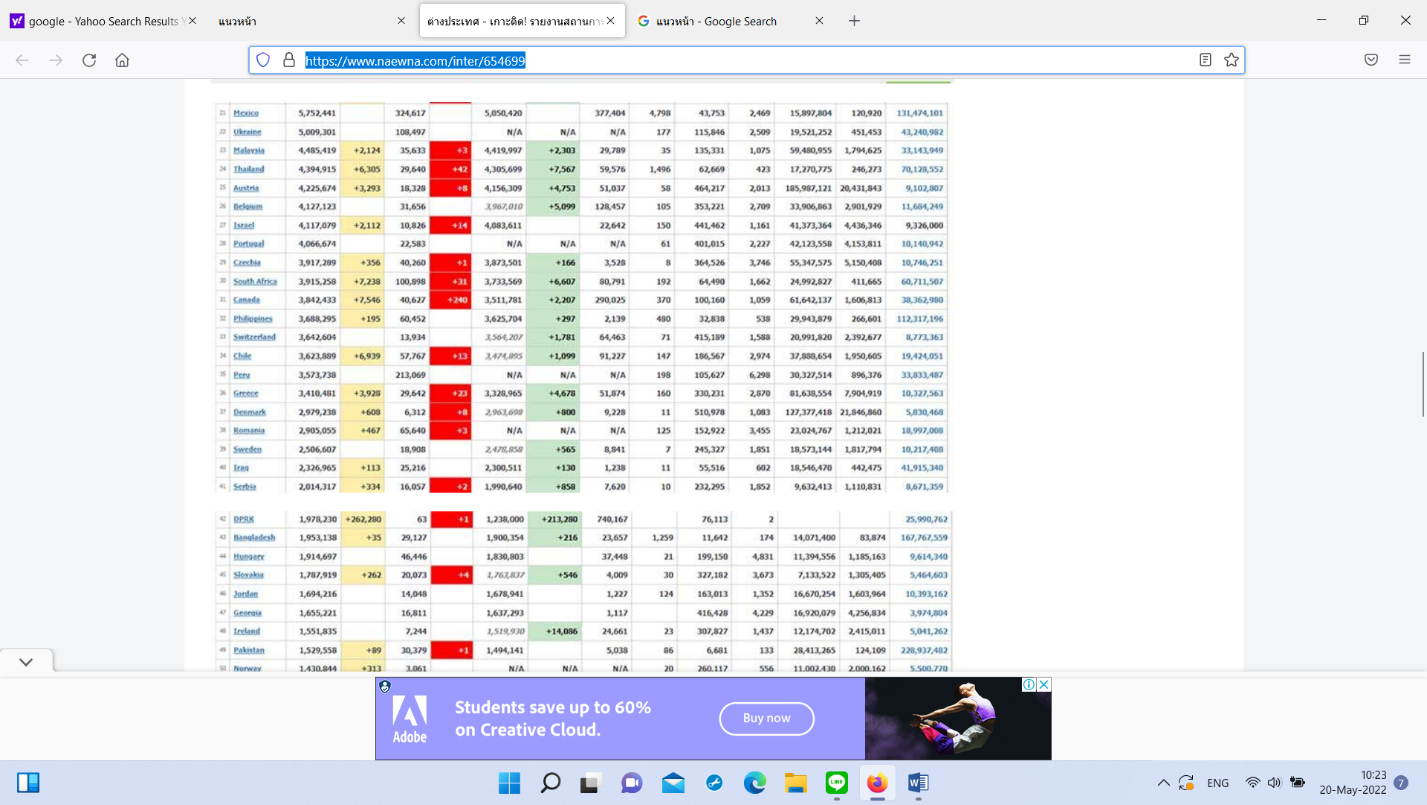 google - Yahoo Search Results
แนวหน้า
ต่างประเทศ - เกาะติด! รายงานสถานการ
แนวหน้า - Google Search
https://www.naewna.com/inter/654699
21 Mexico 5,752,441 324,617 5,050,420 377,404 4,798 43,753 2,469 15,897,804 120,920 131,474,101
22 Ukraine 5,009,301 108,497 N/A N/A N/A 177 115,846 2,509 19,521,252 451,453 43,240,982
23 Malaysia 4,485,419 +2,124 35,633 +3 4,419,997 +2,303 29,789 35 135,331 1,075 59,480,955 1,794,625 33,143,949
24 Thailand 4,394,915 +6,305 29,640 +42 4,305,699 +7,567 59,576 1,496 62,669 423 17,270,775 246,273 70,128,552
25 Austria 4,225,674 +3,293 18,328 +8 4,156,309 +4,753 51,037 58 464,217 2,013 185,987,121 20,431,843 9,102,807
26 Belgium 4,127,123 31,656 3,967,010 +5,099 128,457 105 353,221 2,709 33,906,863 2,901,929 11,684,249
27 Israel 4,117,079 +2,112 10,826 +14 4,083,611 22,642 150 441,462 1,161 41,373,364 4,436,346 9,326,000
28 Portugal 4,066,674 22,583 N/A N/A N/A 61 401,015 2,227 42,123,558 4,153,811 10,140,942
29 Czechia 3,917,289 +356 40,260 +1 3,873,501 +166 3,528 8 364,526 3,746 55,347,575 5,150,408 10,746,251
30 South Africa 3,915,258 +7,238 100,898 +31 3,733,569 +6,607 80,791 192 64,490 1,662 24,992,827 411,665 60,711,507
31 Canada 3,842,433 +7,546 40,627 +240 3,511,781 +2,207 290,025 370 100,160 1,059 61,642,137 1,606,813 38,362,980
32 Philippines 3,688,295 +195 60,452 3,625,704 +297 2,139 480 32,838 538 29,943,879 266,601 112,317,196
33 Switzerland 3,642,604 13,934 3,564,207 +1,781 64,463 71 415,189 1,588 20,991,820 2,392,677 8,773,363
34 Chile 3,623,889 +6,939 57,767 +13 3,474,895 +1,099 91,227 147 186,567 2,974 37,888,654 1,950,605 19,424,051
35 Peru 3,573,738 213,069 N/A N/A N/A 198 105,627 6,298 30,327,514 896,376 33,833,487
36 Greece 3,410,481 +3,928 29,642 +23 3,328,965 +4,678 51,874 160 330,231 2,870 81,638,554 7,904,919 10,327,563
37 Denmark 2,979,238 +608 6,312 +8 2,963,698 +800 9,228 11 510,978 1,083 127,377,418 21,846,860 5,830,468
38 Romania 2,905,055 +467 65,640 +3 N/A N/A N/A 125 152,922 3,455 23,024,767 1,212,021 18,997,008
39 Sweden 2,506,607 18,908 2,478,858 +565 8,841 7 245,327 1,851 18,573,144 1,817,794 10,217,408
40 Iraq 2,326,965 +113 25,216 2,300,511 +130 1,238 11 55,516 602 18,546,470 442,475 41,915,340
41 Serbia 2,014,317 +334 16,057 +2 1,990,640 +858 7,620 10 232,295 1,852 9,632,413 1,110,831 8,671,359
42 DPRK 1,978,230 +262,280 63 +1 1,238,000 +213,280 740,167 76,113 2 25,990,762
43 Bangladesh 1,953,138 +35 29,127 1,900,354 +216 23,657 1,259 11,642 174 14,071,400 83,874 167,767,559
44 Hungary 1,914,697 46,446 1,830,803 37,448 21 199,150 4,831 11,394,556 1,185,163 9,614,340
45 Slovakia 1,787,919 +262 20,073 +4 1,763,837 +546 4,009 30 327,182 3,673 7,133,522 1,305,405 5,464,603
46 Jordan 1,694,216 14,048 1,678,941 1,227 124 163,013 1,352 16,670,254 1,603,964 10,393,162
47 Georgia 1,655,221 16,811 1,637,293 1,117 416,428 4,229 16,920,079 4,256,834 3,974,804
48 Ireland 1,551,835 7,244 1,519,930 +14,086 24,661 23 307,827 1,437 12,174,702 2,415,011 5,041,262
49 Pakistan 1,529,558 +89 30,379 +1 1,494,141 5,038 86 6,681 133 28,413,265 124,109 228,937,482
50 Norway 1,430,844 +313 3,061 N/A N/A N/A 20 260,117 556 11,002,430 2,000,162 5,500,770
Adobe
Students save up to 60%
on Creative Cloud.
Buy now
ENG
10:23
20-May-2022
7